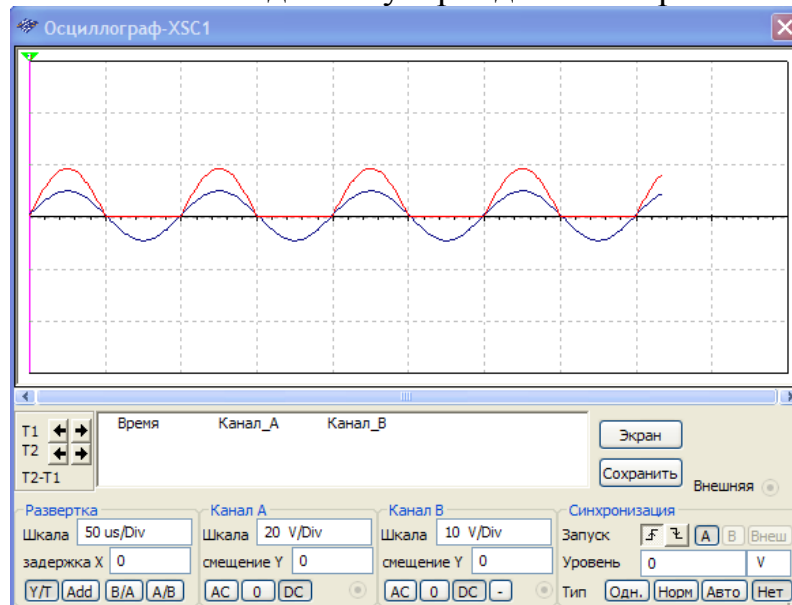 Осциллограф-XSC1
Время Канал_A Канал_B
T1
T2
T2-T1
Экран
Сохранить
Внешняя
Развертка
Шкала 50 us/Div
задержка X 0
Y/T Add B/A A/B
Канал A
Шкала 20 V/Div
смещение Y 0
AC 0 DC
Канал B
Шкала 10 V/Div
смещение Y 0
AC 0 DC -
Синхронизация
Запуск A B Внеш
Уровень 0 V
Тип Одн. Норм Авто Нет